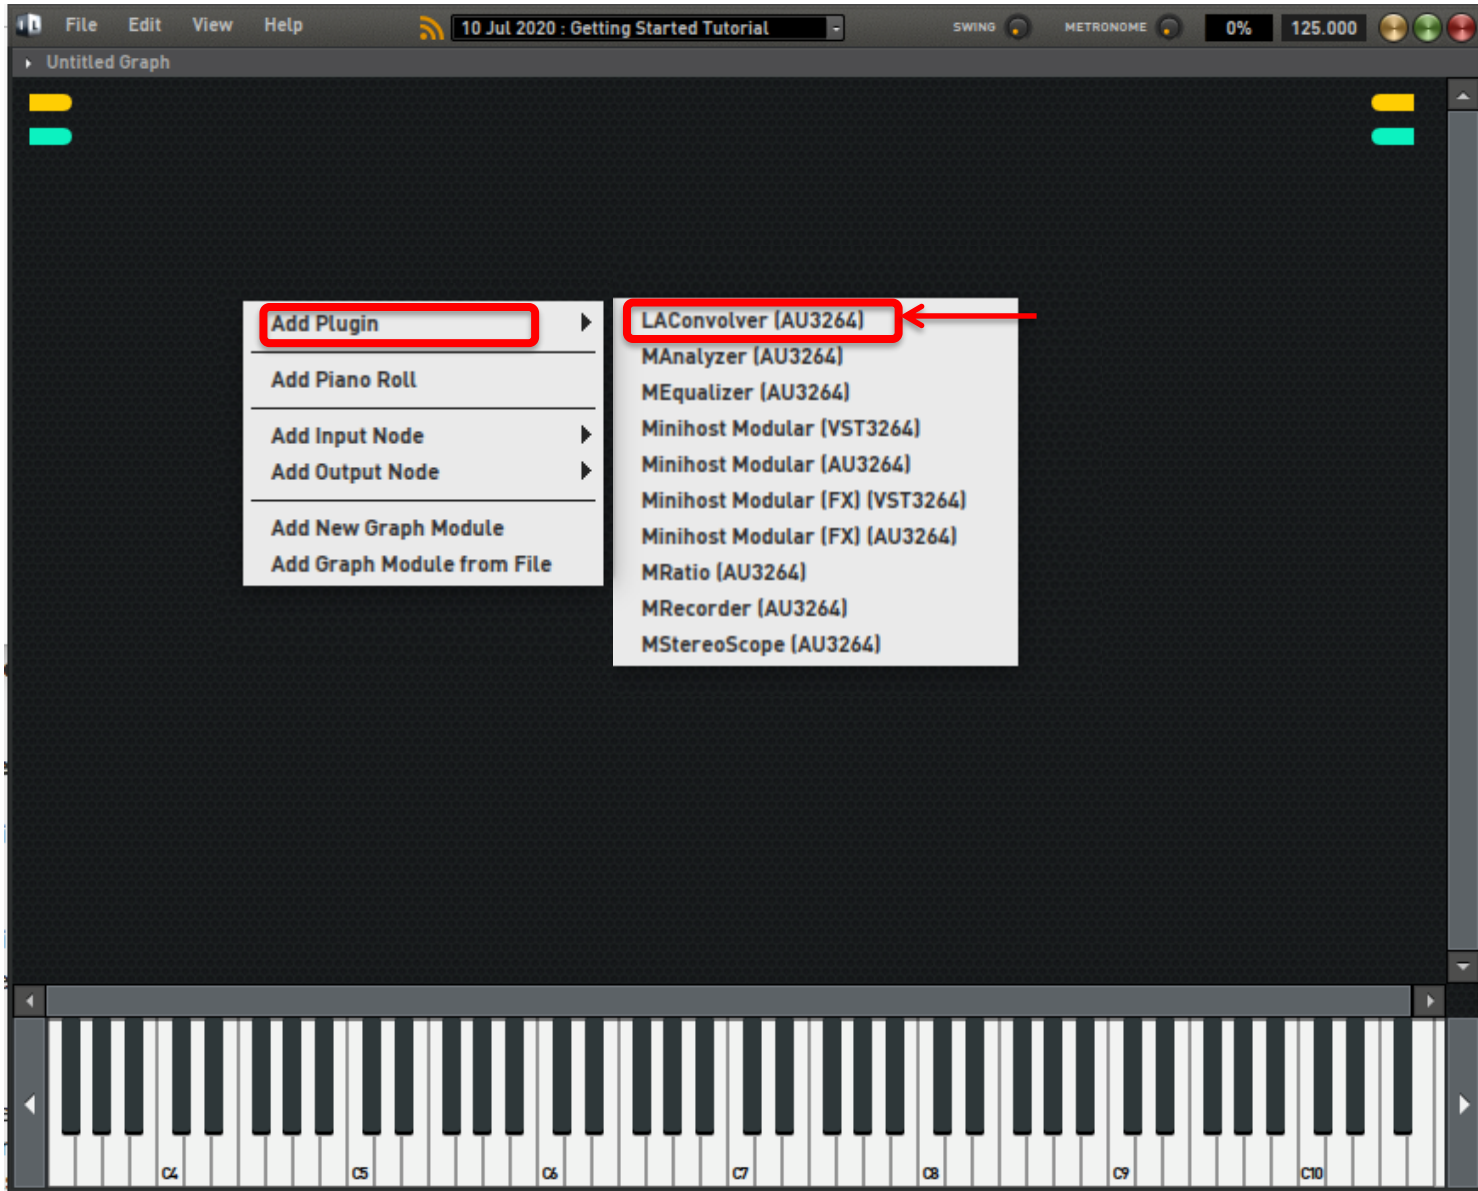 File Edit View Help 10 Jul 2020 : Getting Started Tutorial SWING METRONOME 0% 125.000
Untitled Graph
Add Plugin
Add Piano Roll
Add Input Node
Add Output Node
Add New Graph Module
Add Graph Module from File
LAConvolver (AU3264)
MAnalyzer (AU3264)
MEqualizer (AU3264)
Minihost Modular (VST3264)
Minihost Modular (AU3264)
Minihost Modular (FX) (VST3264)
Minihost Modular (FX) (AU3264)
MRatio (AU3264)
MRecorder (AU3264)
MStereoScope (AU3264)
C4 C5 C6 C7 C8 C9 C10